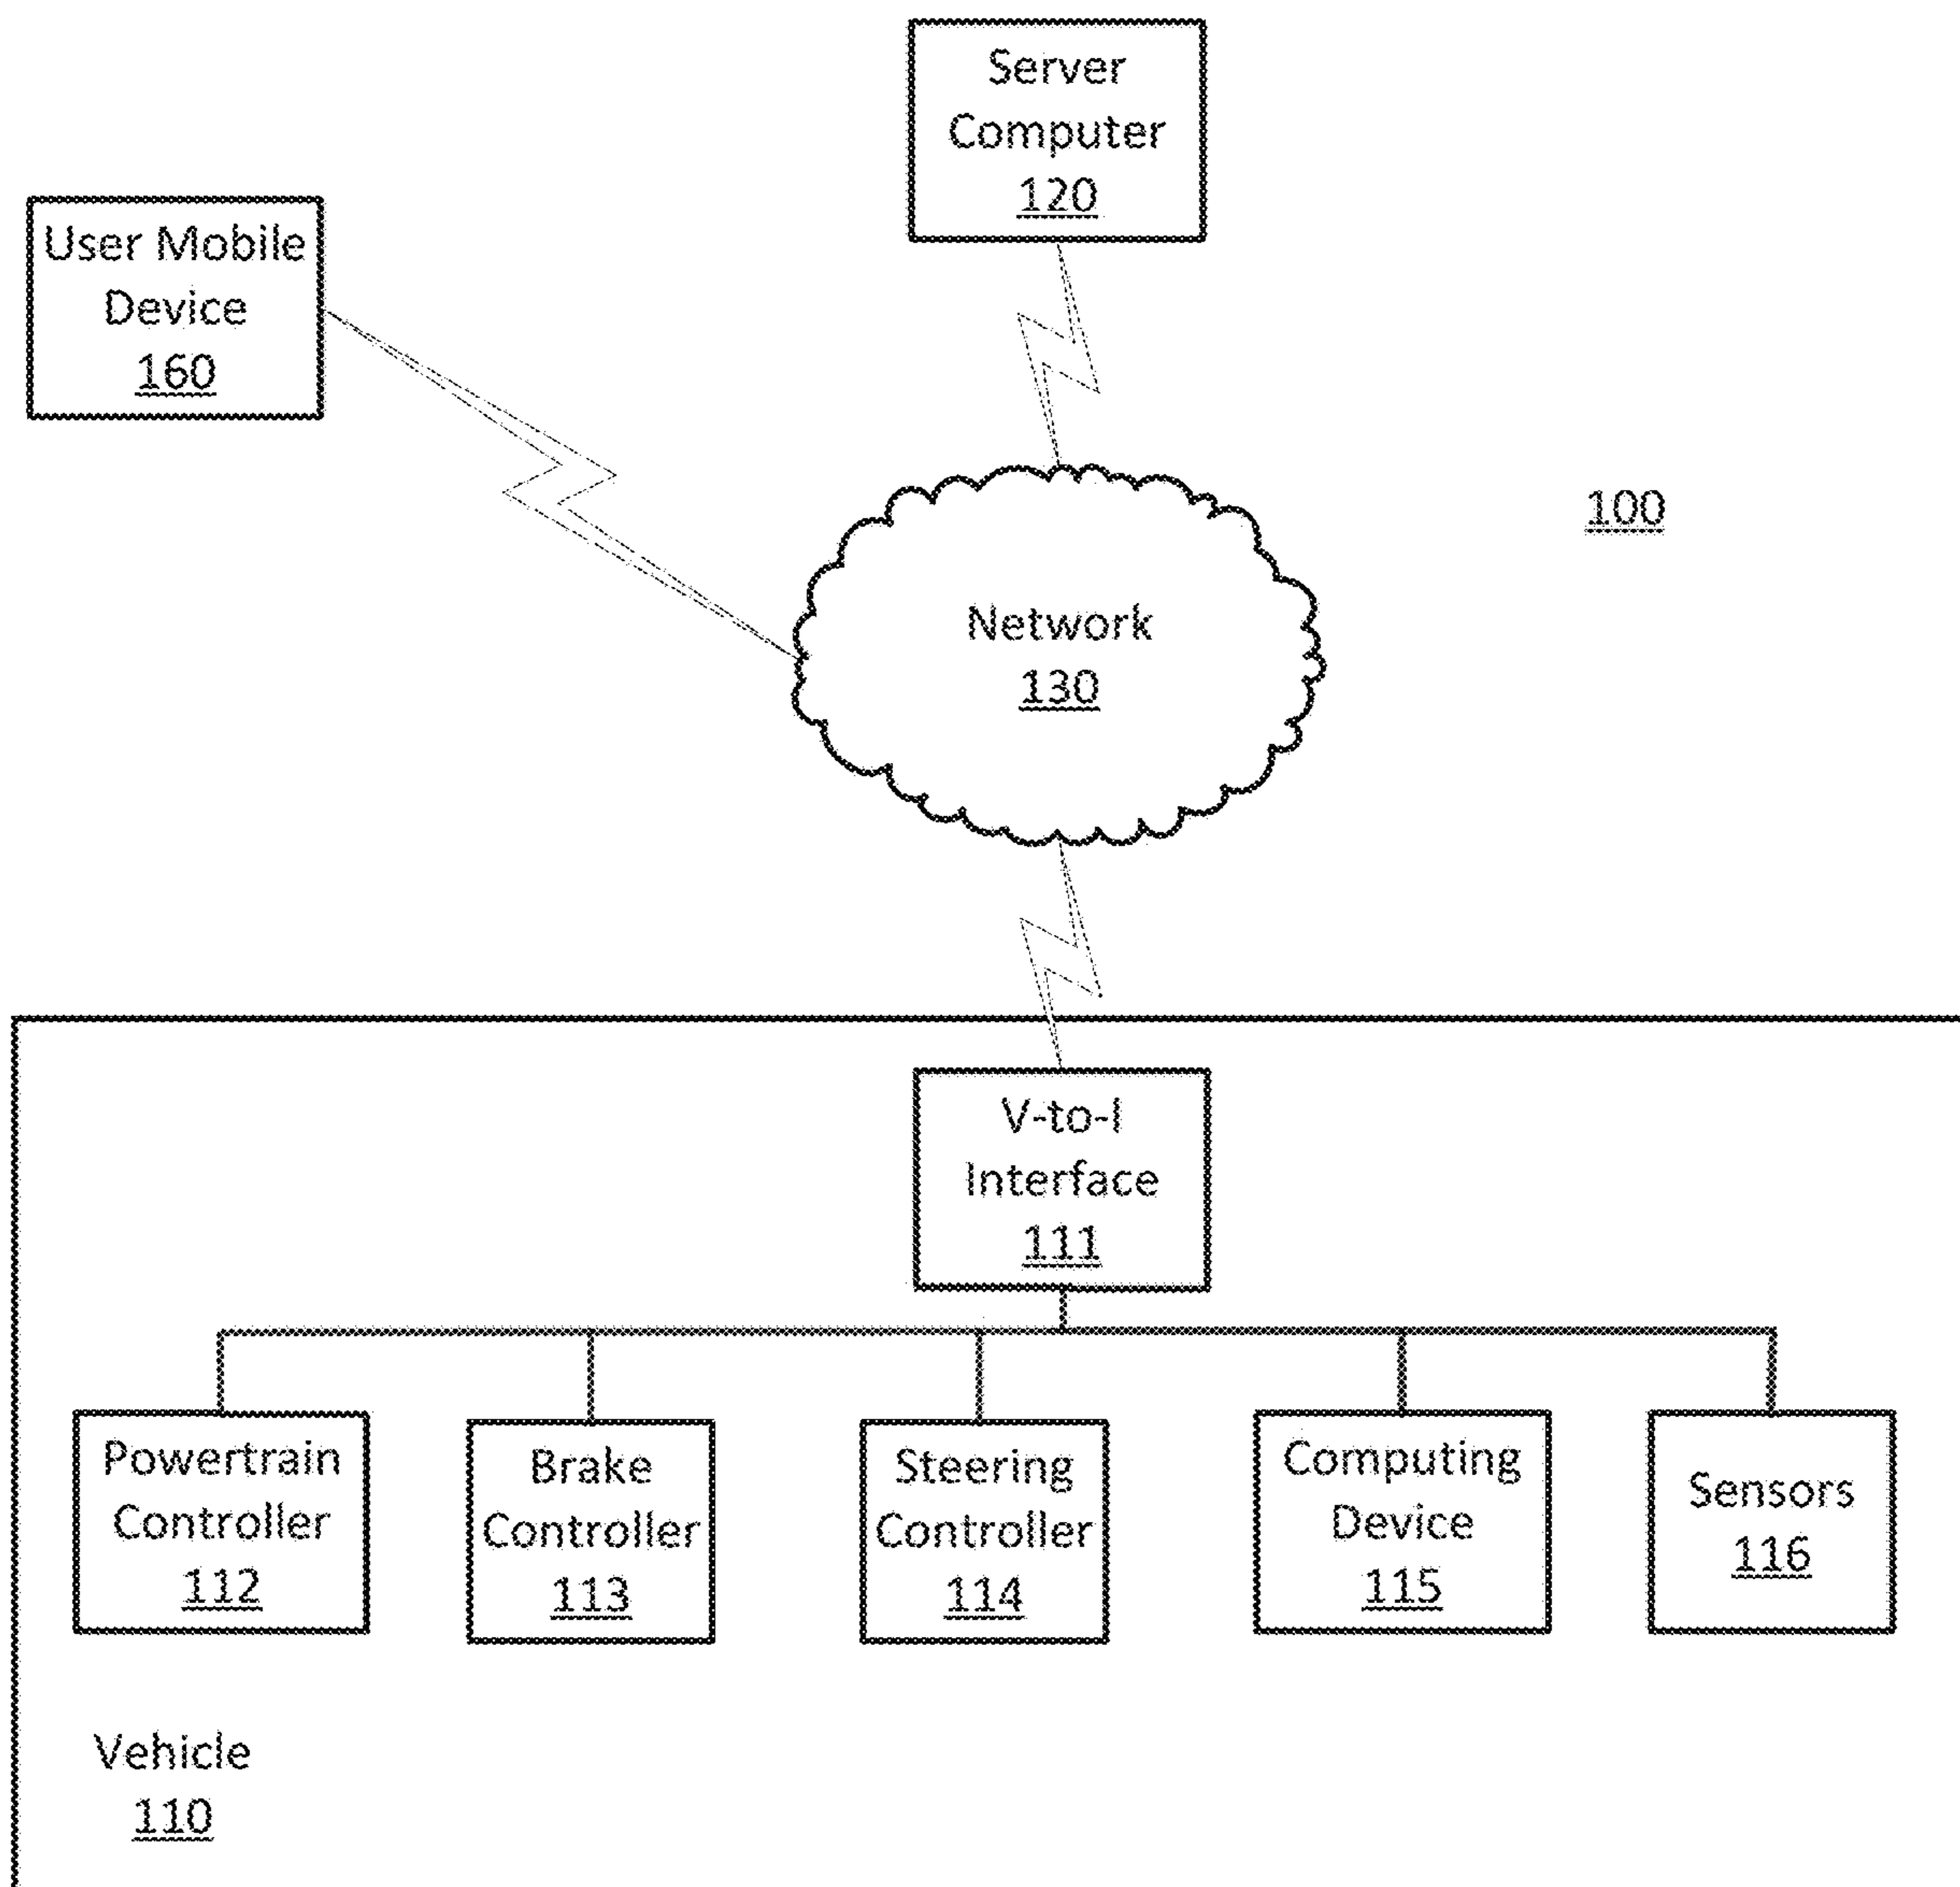 Server
Computer
120
User Mobile
Device
160
100
Network
130
V-to-I
Interface
111
Powertrain
Controller
112
Brake
Controller
113
Steering
Controller
114
Computing
Device
115
Sensors
116
Vehicle
110